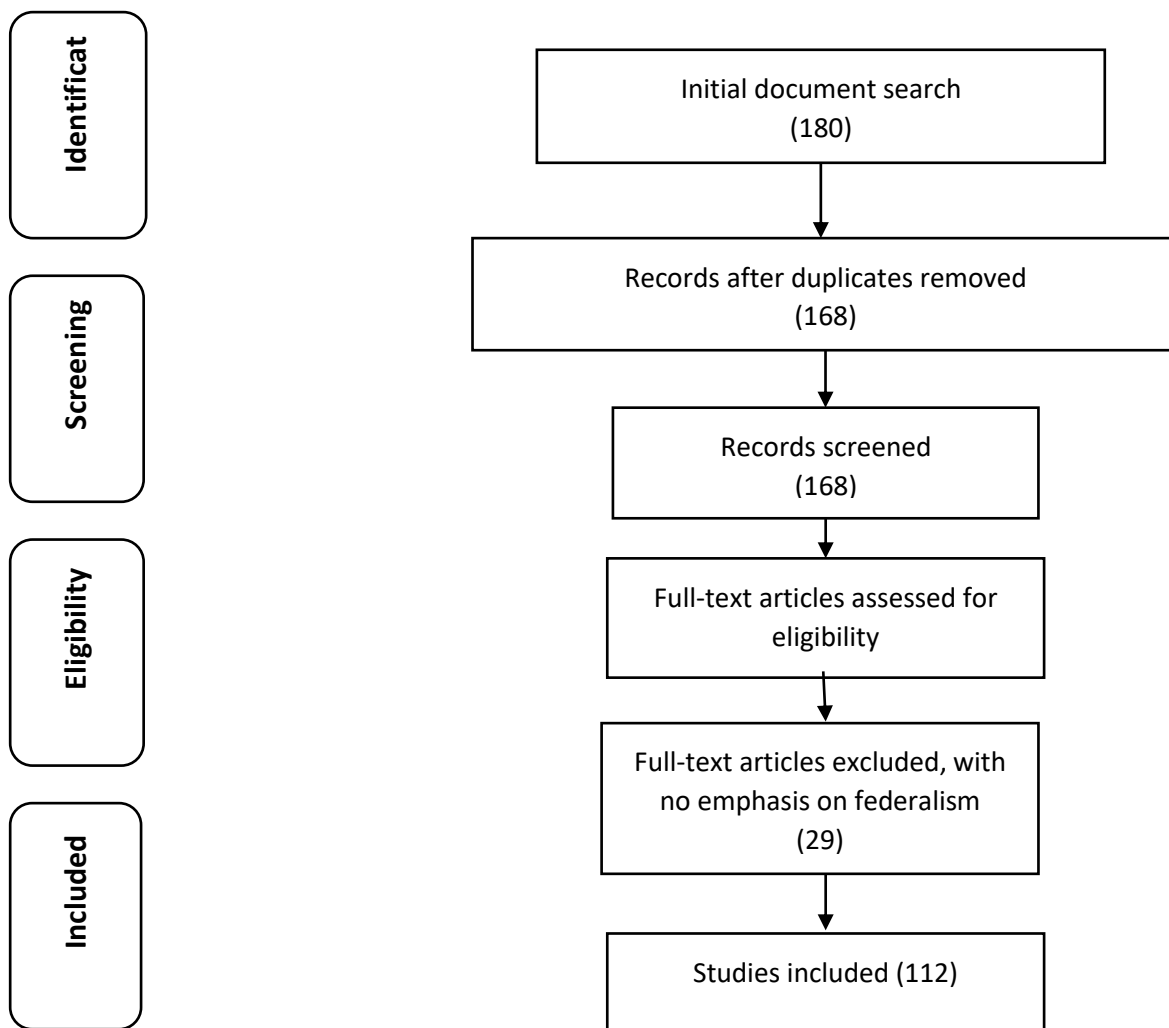 Identificat
Initial document search
(180)
Records after duplicates removed
(168)
Screening
Records screened
(168)
Eligibility
Full-text articles assessed for
eligibility
Full-text articles excluded, with
no emphasis on federalism
(29)
Included
Studies included (112)